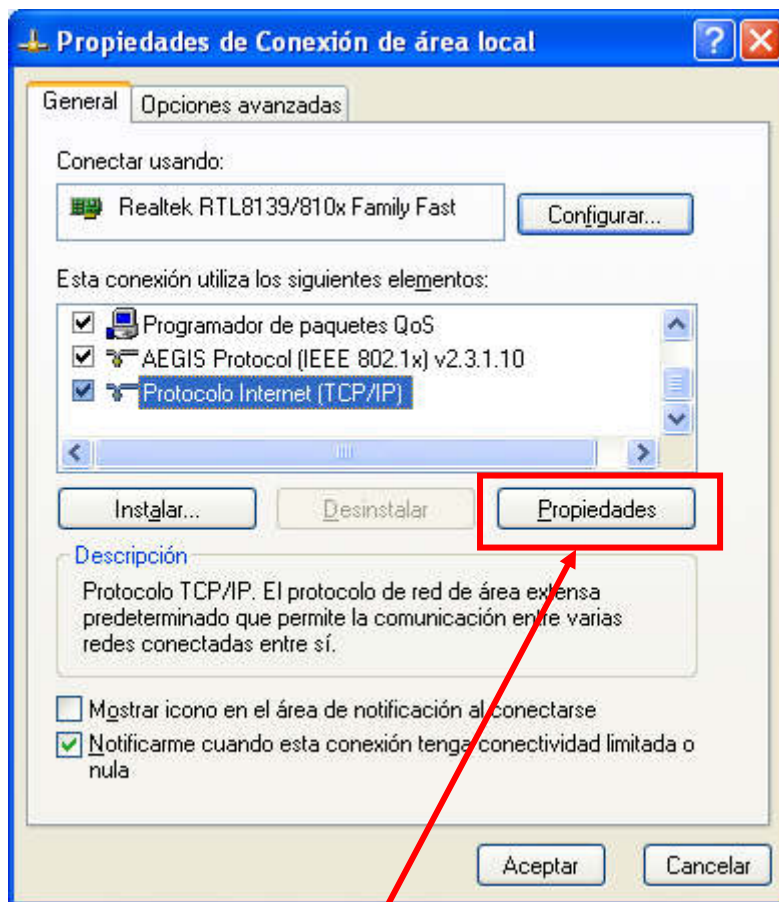 Propiedades de Conexión de área local
General Opciones avanzadas
Conectar usando:
Realtek RTL8139/810x Family Fast Configurar...
Esta conexión utiliza los siguientes elementos:
Programador de paquetes QoS
AEGIS Protocol (IEEE 802.1x) v2.3.1.10
Protocolo Internet (TCP/IP)
Instalar... Desinstalar Propiedades
Descripción
Protocolo TCP/IP. El protocolo de red de área extensa
predeterminado que permite la comunicación entre varias
redes conectadas entre sí.
Mostrar icono en el área de notificación al conectarse
Notificarme cuando esta conexión tenga conectividad limitada o
nula
Aceptar Cancelar